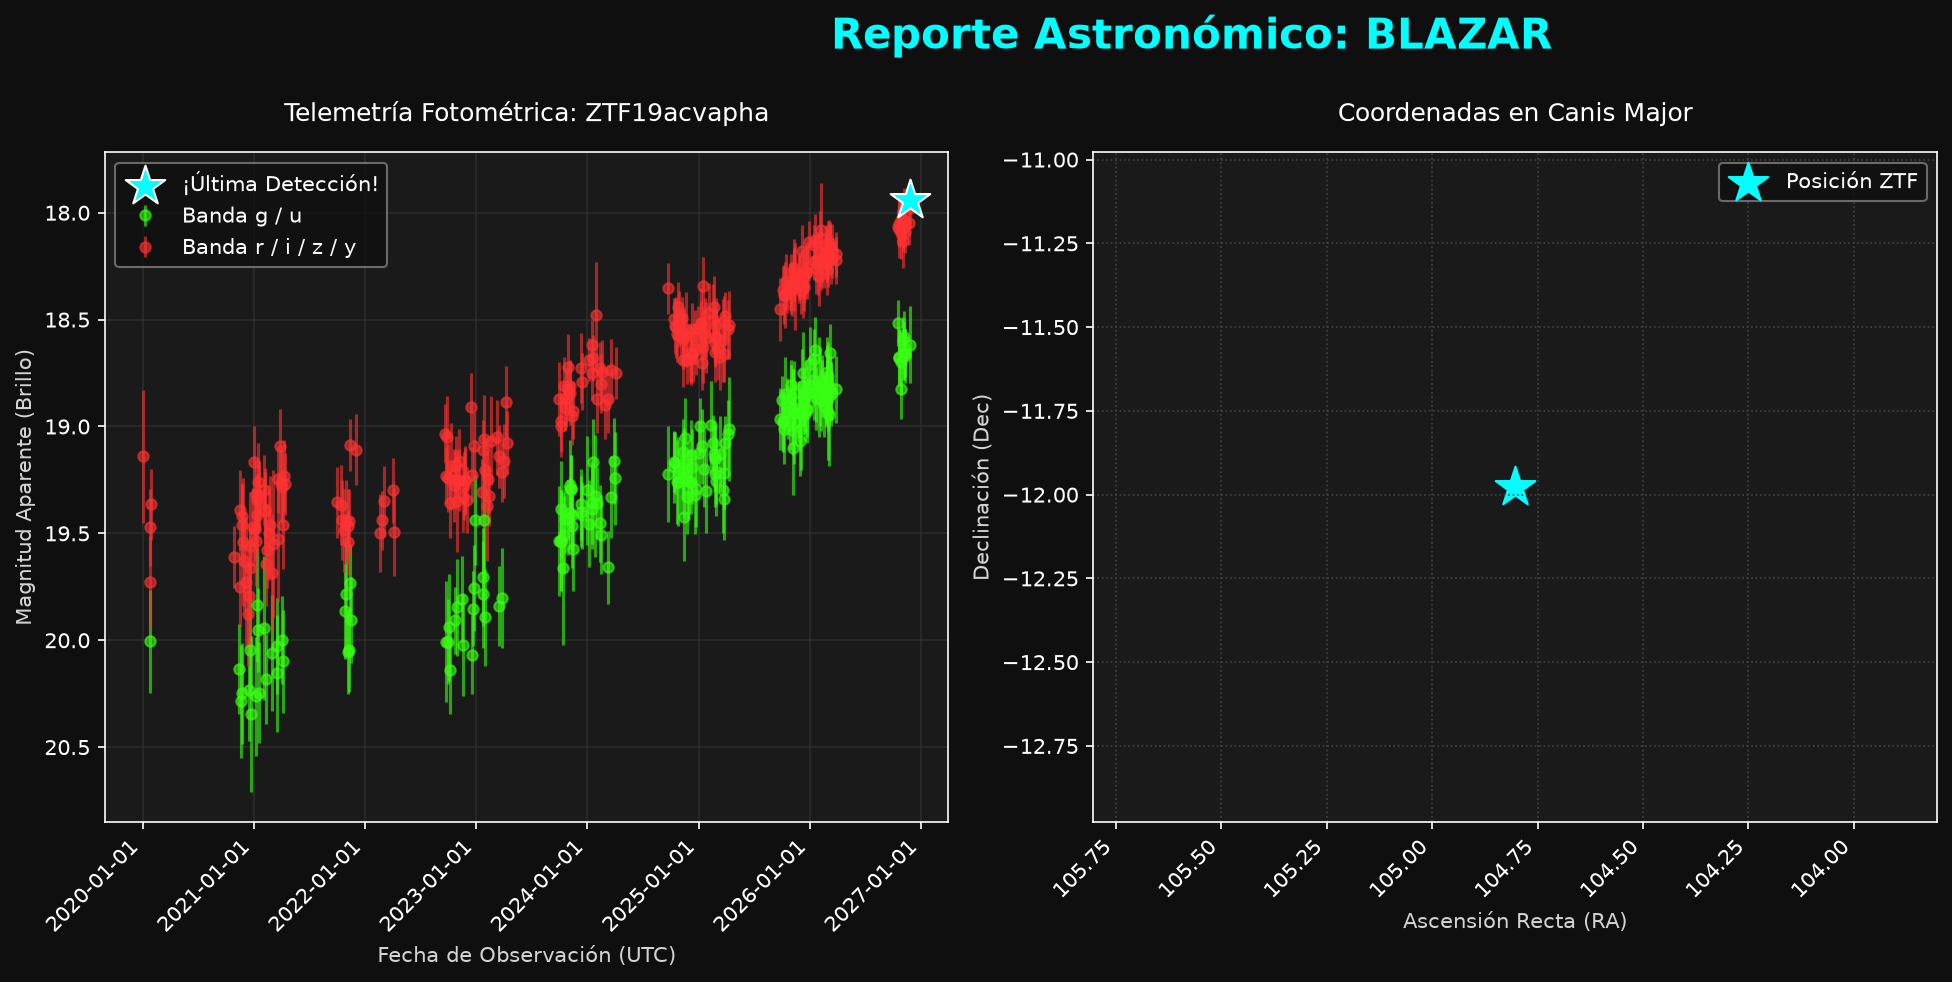 Reporte Astronómico: BLAZAR
Telemetría Fotométrica: ZTF19acvapha
¡Última Detección!
Banda g / u
Banda r / i / z / y
Magnitud Aparente (Brillo)
18.0
18.5
19.0
19.5
20.0
20.5
2020-01-01
2021-01-01
2022-01-01
2023-01-01
2024-01-01
2025-01-01
2026-01-01
2027-01-01
Fecha de Observación (UTC)
Coordenadas en Canis Major
Posición ZTF
Declinación (Dec)
−11.00
−11.25
−11.50
−11.75
−12.00
−12.25
−12.50
−12.75
105.75
105.50
105.25
105.00
104.75
104.50
104.25
104.00
Ascensión Recta (RA)